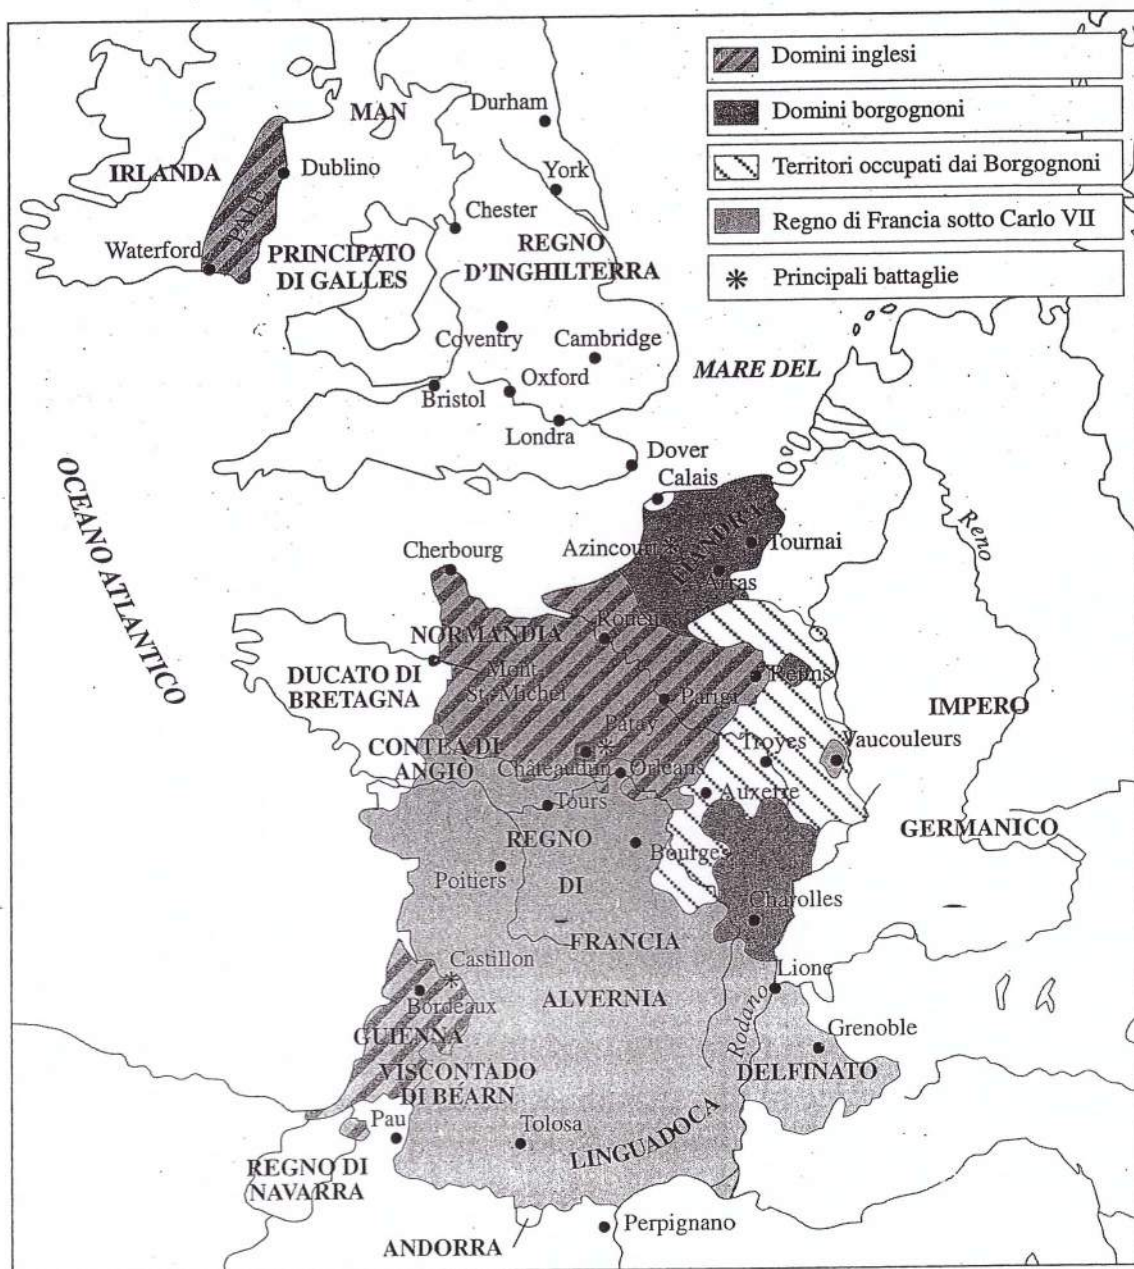 Domini inglesi
Domini borgognoni
Territori occupati dai Borgognoni
Regno di Francia sotto Carlo VII
Principali battaglie
MAN
Durham
IRLANDA
Dublino
York
PALE
Chester
Waterford
PRINCIPATO
DI GALLES
REGNO
D'INGHILTERRA
Coventry
Cambridge
MARE DEL
Bristol
Oxford
Londra
Dover
Calais
OCEANO ATLANTICO
Reno
Cherbourg
Azincourt
FIANDRA
Tournai
Arras
NORMANDIA
Rouen
DUCATO DI
BRETAGNA
Mont-
St.-Michel
Parigi
Reims
IMPERO
CONTEA DI
ANGIÒ
Patay
Troyes
Vaucouleurs
Châteaudun
Orléans
Tours
Auxerre
REGNO
GERMANICO
Bourges
Poitiers
DI
Charolles
FRANCIA
Castillon
Lione
Bordeaux
ALVERNIA
Rodano
Grenoble
GUIENNA
VISCONTADO
DI BÉARN
DELFINATO
Pau
Tolosa
LINGUADOCA
REGNO DI
NAVARRA
Perpignano
ANDORRA